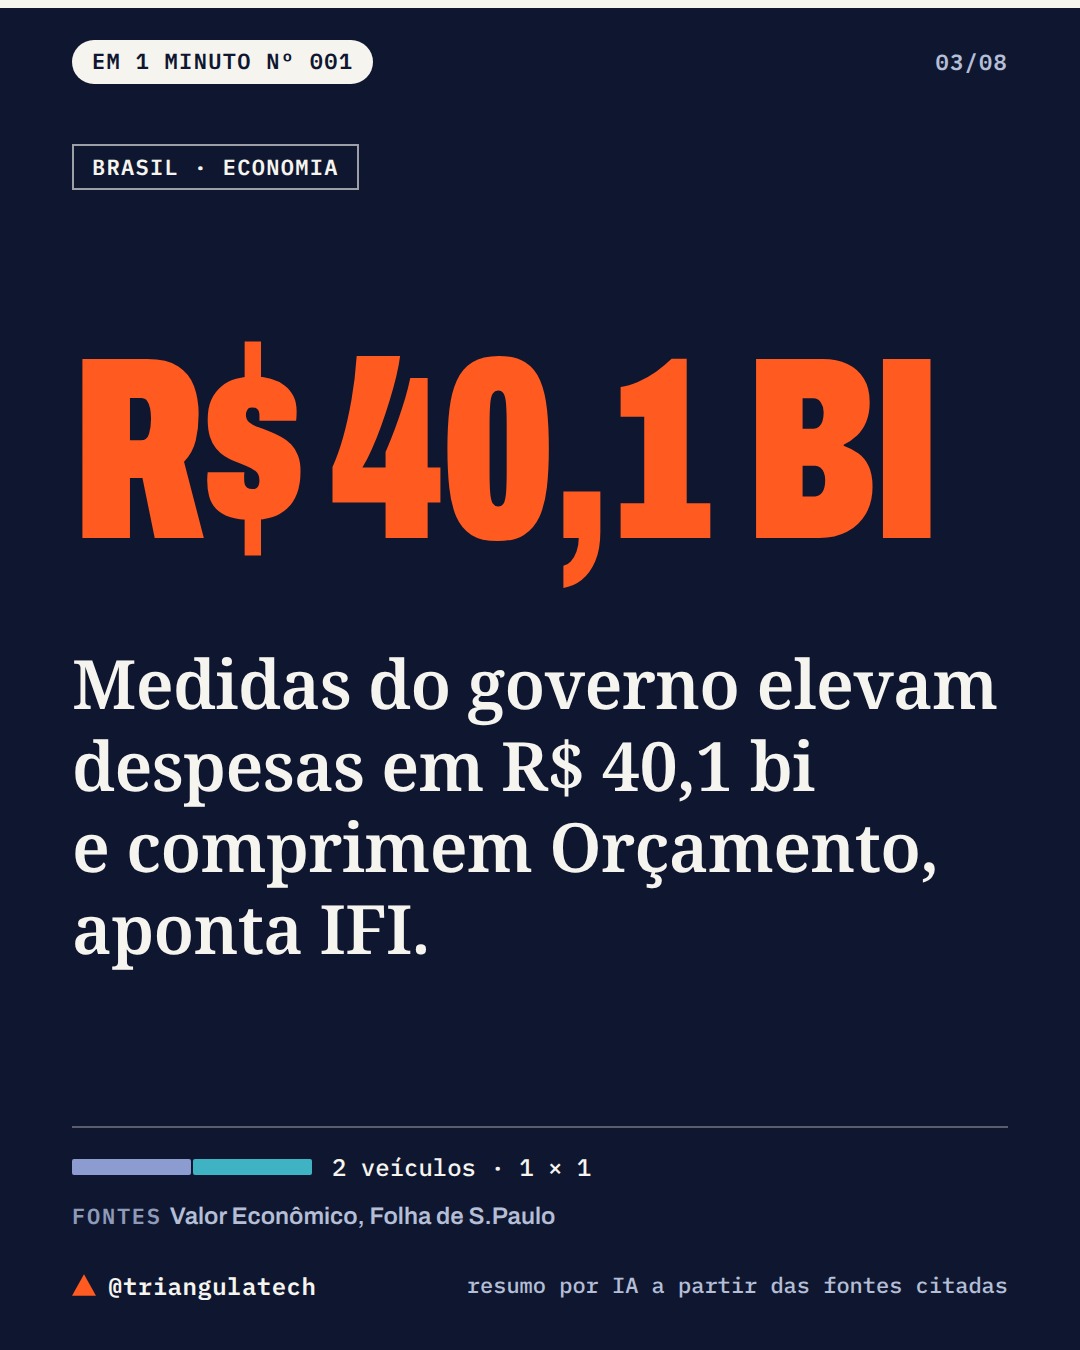 EM 1 MINUTO Nº 001
03/08
BRASIL · ECONOMIA
R$ 40,1 BI
Medidas do governo elevam
despesas em R$ 40,1 bi
e comprimem Orçamento,
aponta IFI.
2 veículos · 1 × 1
FONTES Valor Econômico, Folha de S.Paulo
@triangulatech
resumo por IA a partir das fontes citadas